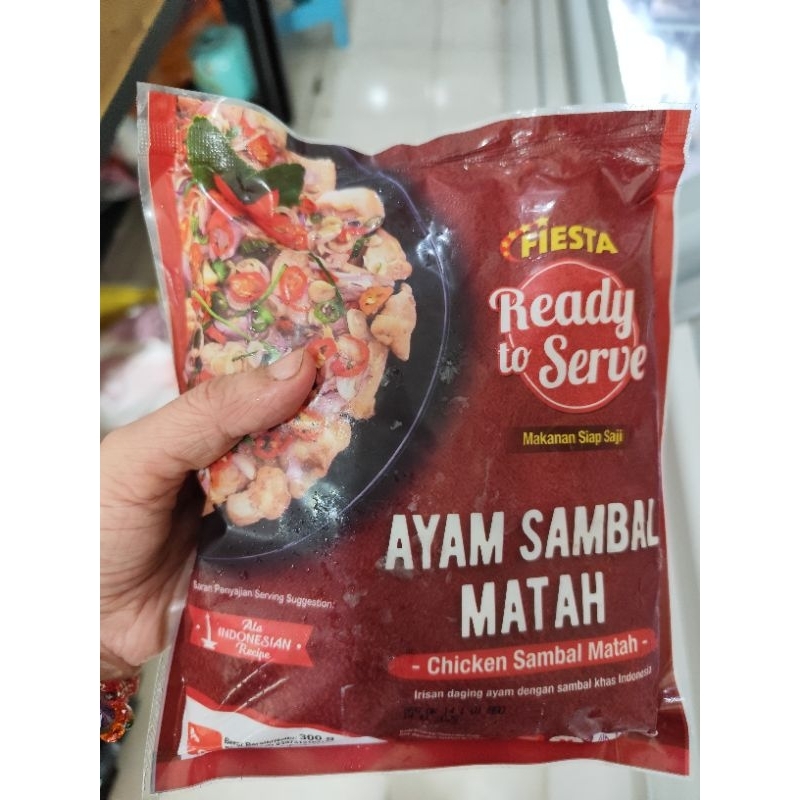 FIESTA
Ready
to Serve
Makanan Siap Saji
AYAM SAMBAL
MATAH
- Chicken Sambal Matah -
Irisan daging ayam dengan sambal khas Indonesia
Saran Penyajian Serving Suggestion:
Ala
INDONESIAN
Recipe
300 g